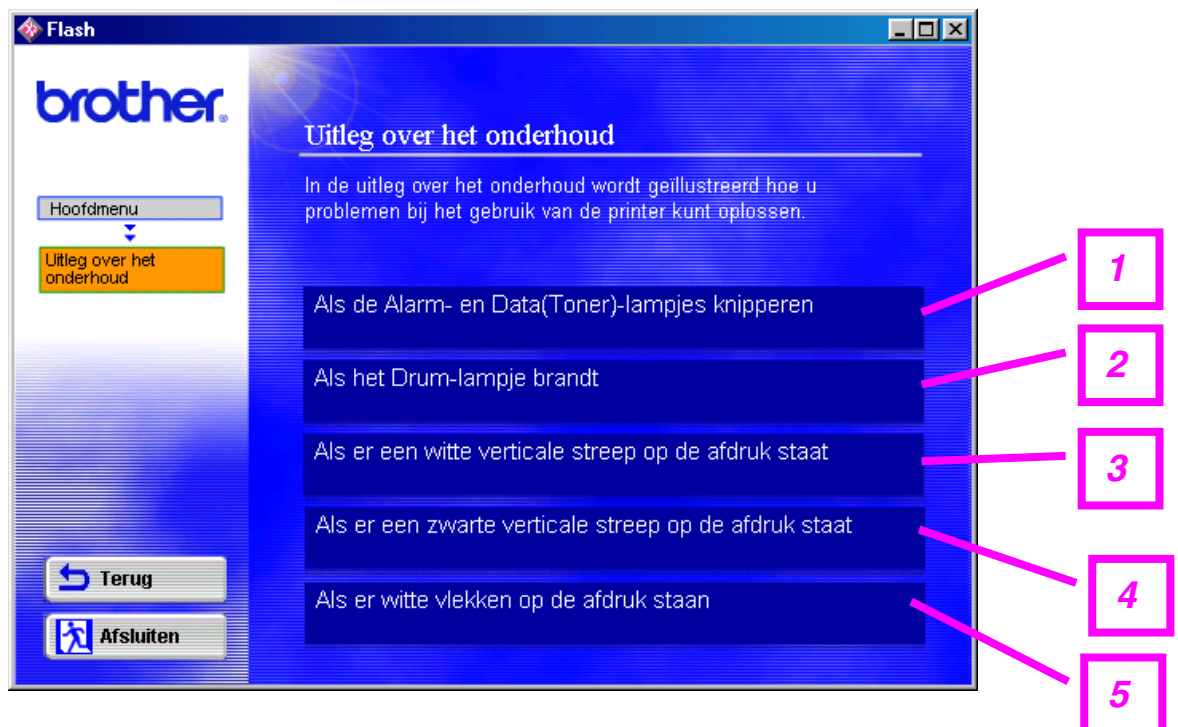 Flash
brother®
Uitleg over het onderhoud
In de uitleg over het onderhoud wordt geïllustreerd hoe u
problemen bij het gebruik van de printer kunt oplossen.
Hoofdmenu
Uitleg over het
onderhoud
Als de Alarm- en Data(Toner)-lampjes knipperen
1
Als het Drum-lampje brandt
2
Als er een witte verticale streep op de afdruk staat
3
Als er een zwarte verticale streep op de afdruk staat
4
Als er witte vlekken op de afdruk staan
5
Terug
Afsluiten